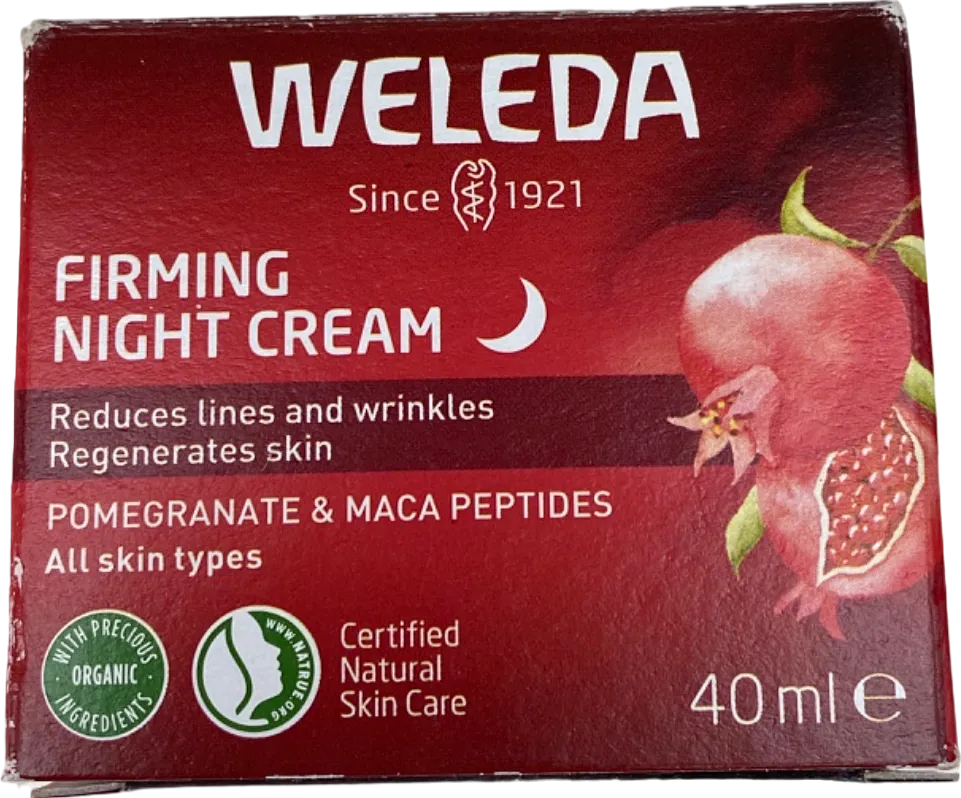 WELEDA
Since 1921
FIRMING
NIGHT CREAM
Reduces lines and wrinkles
Regenerates skin
POMEGRANATE & MACA PEPTIDES
All skin types
WITH PRECIOUS
ORGANIC
INGREDIENTS
WWW.NATRUE.ORG
Certified
Natural
Skin Care
40 ml e